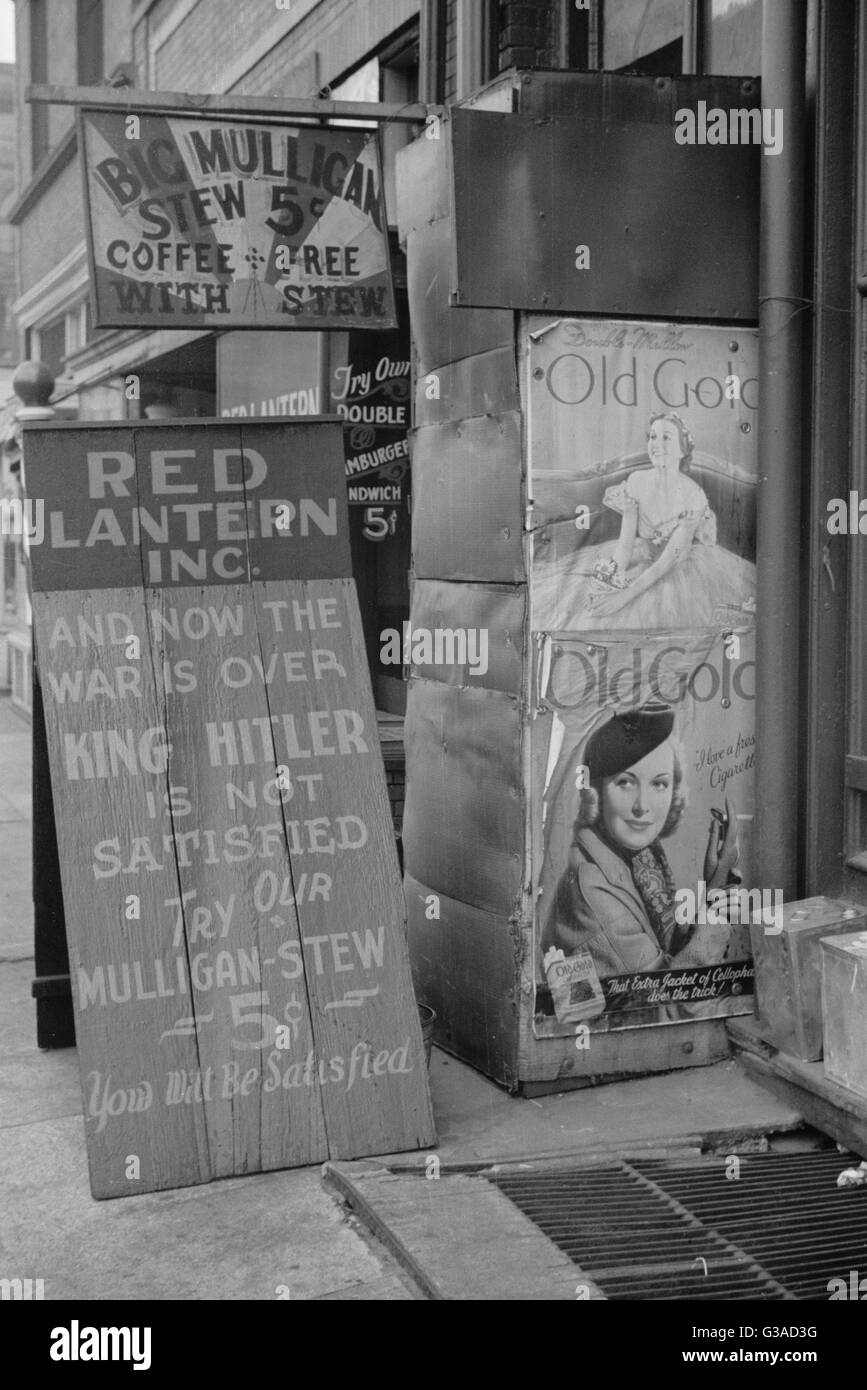 BIG MULLIGAN
STEW 5¢
COFFEE FREE
WITH STEW
RED LANTERN
Try Our
DOUBLE
HAMBURGER
SANDWICH
5¢
RED
LANTERN
INC.
AND NOW THE
WAR IS OVER
KING HITLER
IS NOT
SATISFIED
TRY OUR
MULLIGAN-STEW
5¢
You Will Be Satisfied
Double-Mellow
Old Gold
Old Gold
"I love a fresh
Cigarette
OLD GOLD
That Extra Jacket of Cellophane
does the trick!
alamy
alamy
Image ID: G3AD3G
www.alamy.com